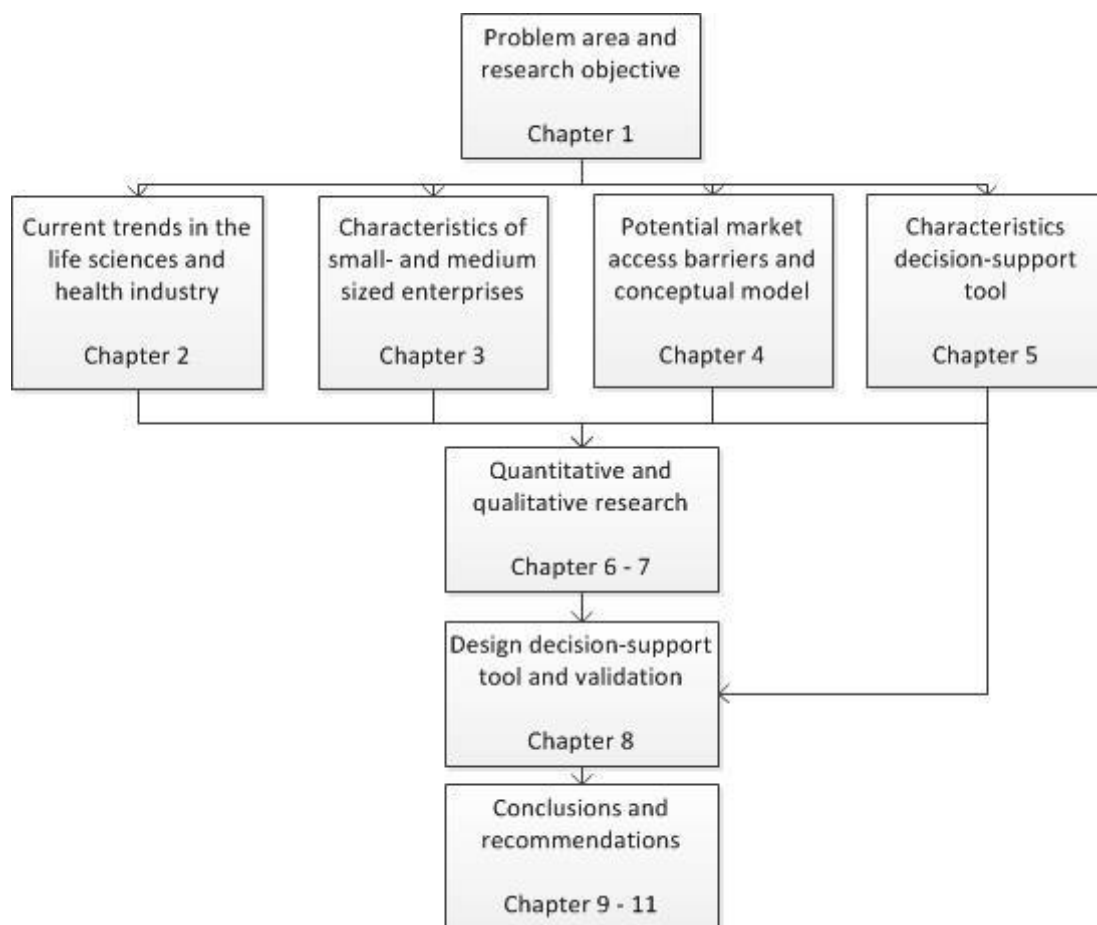 Problem area and
research objective
Chapter 1
Current trends in the
life sciences and
health industry
Chapter 2
Characteristics of
small- and medium
sized enterprises
Chapter 3
Potential market
access barriers and
conceptual model
Chapter 4
Characteristics
decision-support
tool
Chapter 5
Quantitative and
qualitative research
Chapter 6 - 7
Design decision-support
tool and validation
Chapter 8
Conclusions and
recommendations
Chapter 9 - 11